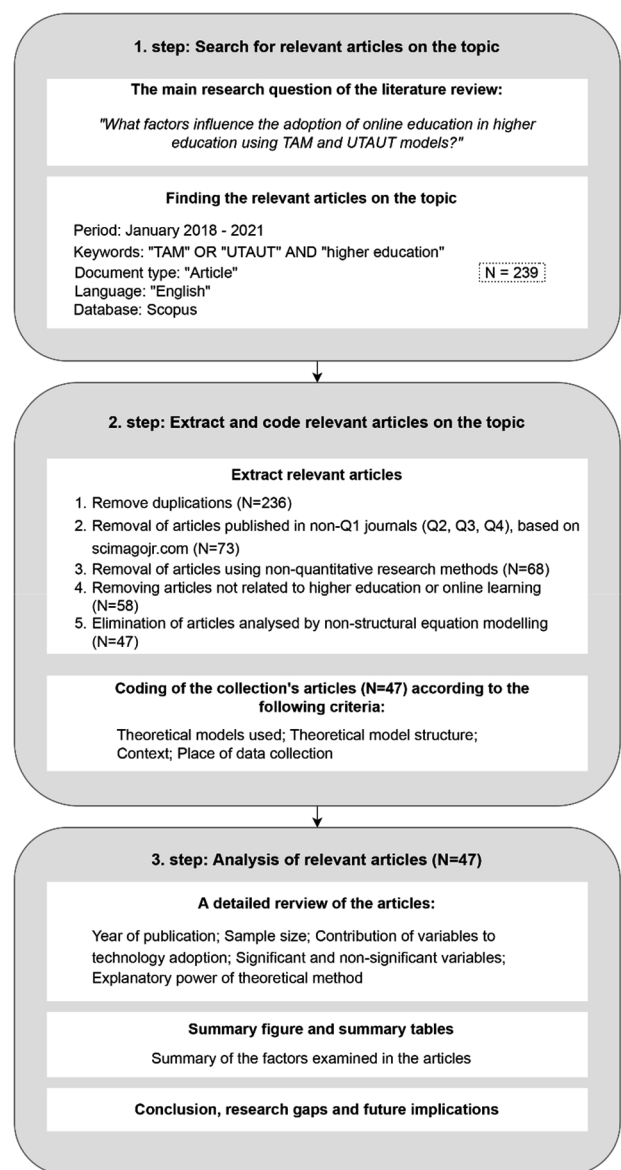 1. step: Search for relevant articles on the topic
The main research question of the literature review:
"What factors influence the adoption of online education in higher
education using TAM and UTAUT models?"
Finding the relevant articles on the topic
Period: January 2018 - 2021
Keywords: "TAM" OR "UTAUT" AND "higher education"
Document type: "Article"
N = 239
Language: "English"
Database: Scopus
2. step: Extract and code relevant articles on the topic
Extract relevant articles
1. Remove duplications (N=236)
2. Removal of articles published in non-Q1 journals (Q2, Q3, Q4), based on
scimagojr.com (N=73)
3. Removal of articles using non-quantitative research methods (N=68)
4. Removing articles not related to higher education or online learning
(N=58)
5. Elimination of articles analysed by non-structural equation modelling
(N=47)
Coding of the collection's articles (N=47) according to the
following criteria:
Theoretical models used; Theoretical model structure;
Context; Place of data collection
3. step: Analysis of relevant articles (N=47)
A detailed rerview of the articles:
Year of publication; Sample size; Contribution of variables to
technology adoption; Significant and non-significant variables;
Explanatory power of theoretical method
Summary figure and summary tables
Summary of the factors examined in the articles
Conclusion, research gaps and future implications